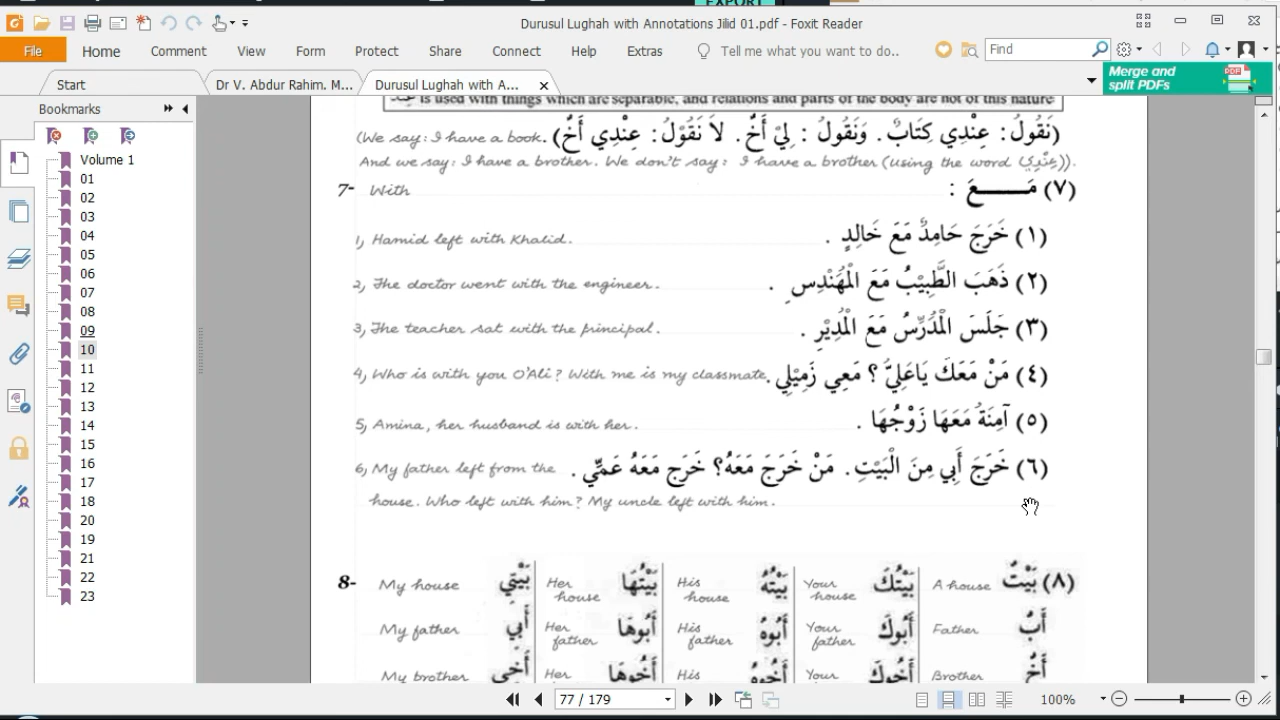 EXPORT
Durusul Lughah with Annotations Jilid 01.pdf - Foxit Reader
File Home Comment View Form Protect Share Connect Help Extras Tell me what you want to do.. Find
Start Dr V. Abdur Rahim. M... Durusul Lughah with A...
Merge and
split PDFs
Bookmarks
Volume 1
01
02
03
04
05
06
07
08
09
10
11
12
13
14
15
16
17
18
20
19
21
22
23
عِنْدَ is used with things which are separable, and relations and parts of the body are not of this nature
(We say: I have a book. (نَقُولُ: عِنْدِي كِتَابٌ. وَنَقُولُ : لِيْ أَخٌ. لاَ نَقُوْلُ: عِنْدِي أَخٌ)
And we say: I have a brother. We don't say: I have a brother (using the word عِنْدِي)).
7- With (٧) مَـــــعَ :
1, Hamid left with Khalid. (١) خَرَجَ حَامِدٌ مَعَ خَالِدٍ .
2, The doctor went with the engineer. (٢) ذَهَبَ الطَّبِيْبُ مَعَ الْمُهَنْدِسِ .
3, The teacher sat with the principal. (٣) جَلَسَ الْمُدَرِّسُ مَعَ الْمُدِيْرِ .
4, Who is with you O'Ali? With me is my classmate. (٤) مَنْ مَعَكَ يَاعَلِيُّ ؟ مَعِي زَمِيْلِي
5, Amina, her husband is with her. (٥) آمِنَةُ مَعَهَا زَوْجُهَا .
6, My father left from the (٦) خَرَجَ أَبِي مِنَ الْبَيْتِ. مَنْ خَرَجَ مَعَهُ؟ خَرَج مَعَهُ عَمِّي .
house. Who left with him? My uncle left with him.
8- My house بَيْتِي Her house بَيْتُهَا His house بَيْتُهُ Your house بَيْتُكَ A house (٨) بَيْتٌ
My father أَبِي Her father أَبُوهَا His father أَبُوهُ Your father أَبُوكَ Father أَبٌ
My brother أَخِي Her أَخُوهَا His أَخُوهُ Your أَخُوكَ Brother أَخٌ
77 / 179 100%